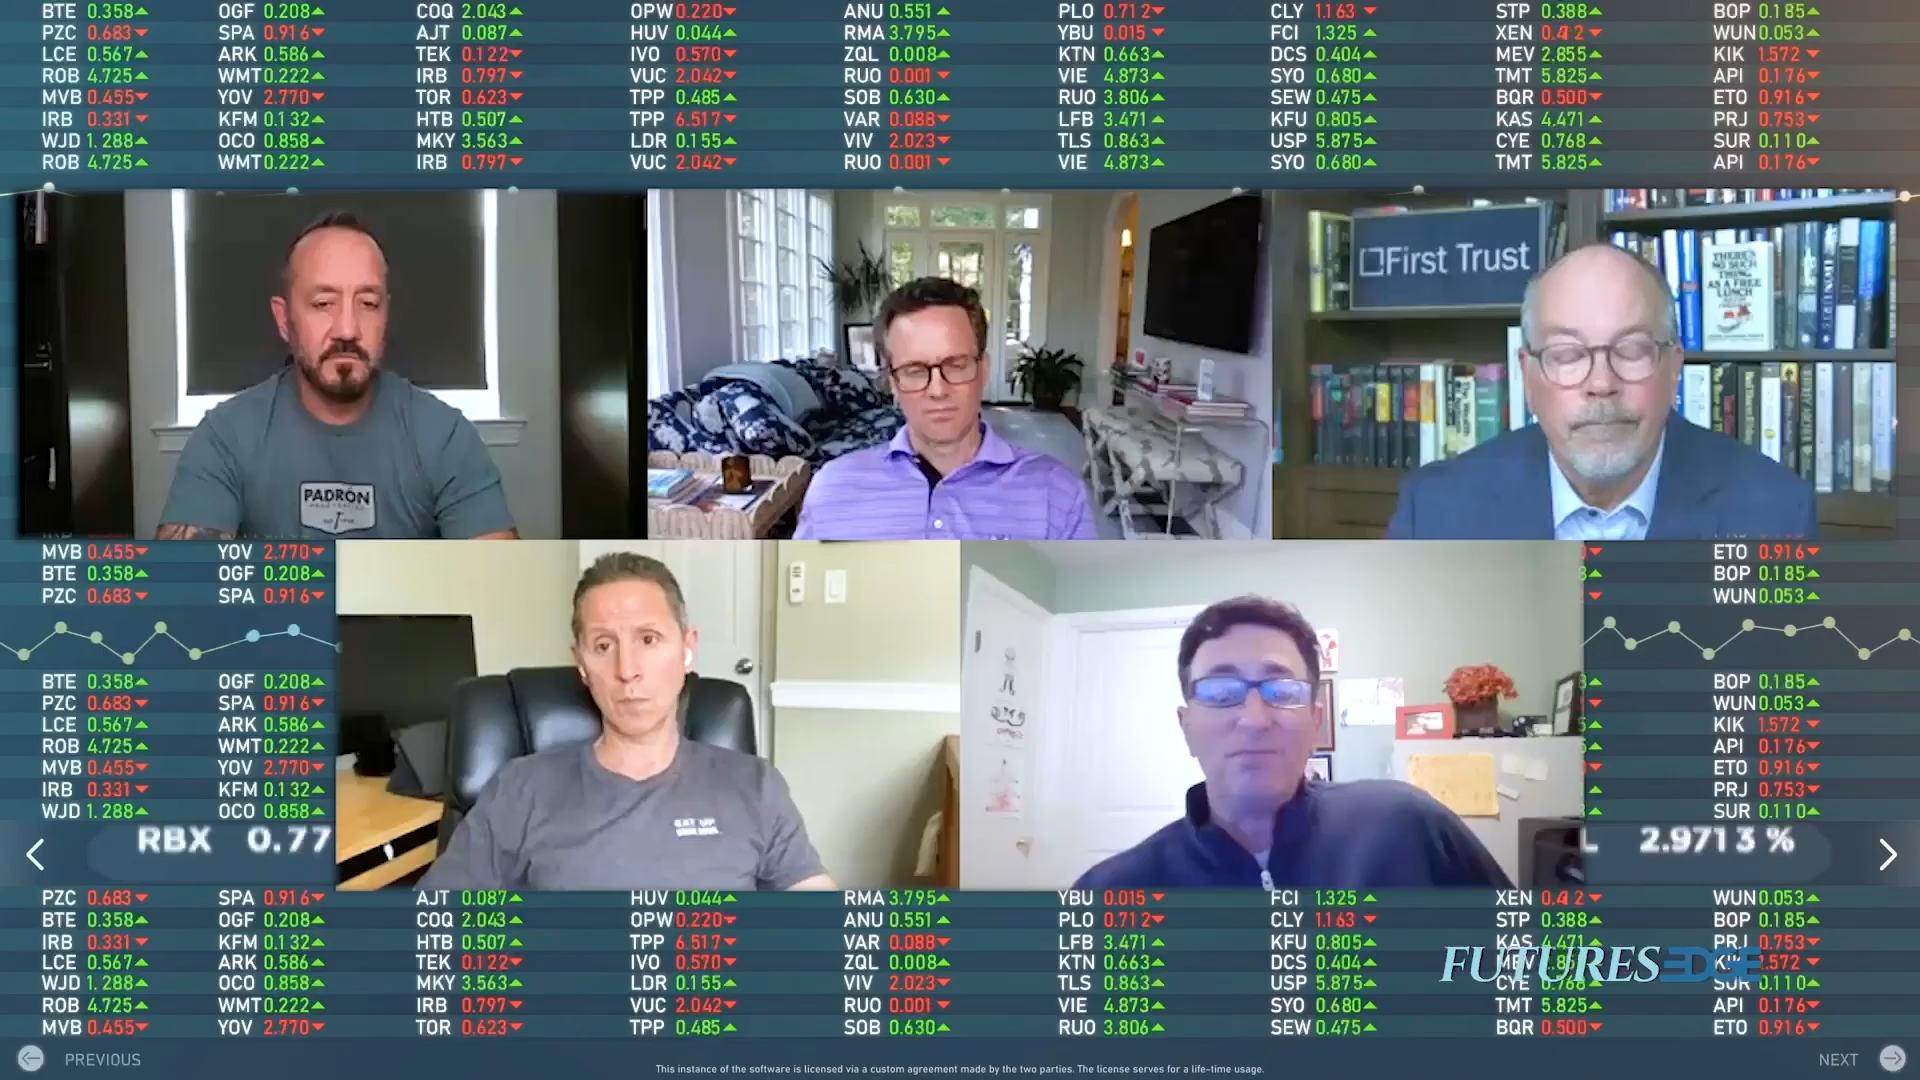 BTE 0.358 OGF 0.208 COQ 2.043 OPW 0.220 ANU 0.551 PLO 0.712 CLY 1.163 STP 0.388 BOP 0.185
PZC 0.683 SPA 0.916 AJT 0.087 HUV 0.044 RMA 3.795 YBU 0.015 FCI 1.325 XEN 0.412 WUN 0.053
LCE 0.567 ARK 0.586 TEK 0.122 IVO 0.570 ZQL 0.008 KTN 0.663 DCS 0.404 MEV 2.855 KIK 1.572
ROB 4.725 WMT 0.222 IRB 0.797 VUC 2.042 RUO 0.001 VIE 4.873 SYO 0.680 TMT 5.825 API 0.176
MVB 0.455 YOV 2.770 TOR 0.623 TPP 0.485 SOB 0.630 RUO 3.806 SEW 0.475 BQR 0.500 ETO 0.916
IRB 0.331 KFM 0.132 HTB 0.507 TPP 6.517 VAR 0.088 LFB 3.471 KFU 0.805 KAS 4.471 PRJ 0.753
WJD 1.288 OCO 0.858 MKY 3.563 LDR 0.155 VIV 2.023 TLS 0.863 USP 5.875 CYE 0.768 SUR 0.110
ROB 4.725 WMT 0.222 IRB 0.797 VUC 2.042 RUO 0.001 VIE 4.873 SYO 0.680 TMT 5.825 API 0.176
First Trust
THERE'S
NO SUCH
THING
AS A FREE
LUNCH
PADRÓN
MVB 0.455 YOV 2.770 ETO 0.916
BTE 0.358 OGF 0.208 BOP 0.185
PZC 0.683 SPA 0.916 WUN 0.053
BTE 0.358 OGF 0.208 BOP 0.185
PZC 0.683 SPA 0.916 WUN 0.053
LCE 0.567 ARK 0.586 KIK 1.572
ROB 4.725 WMT 0.222 API 0.176
MVB 0.455 YOV 2.770 ETO 0.916
IRB 0.331 KFM 0.132 PRJ 0.753
WJD 1.288 OCO 0.858 SUR 0.110
RBX 0.77 L 2.9713 %
PZC 0.683 SPA 0.916 AJT 0.087 HUV 0.044 RMA 3.795 YBU 0.015 FCI 1.325 XEN 0.412 WUN 0.053
BTE 0.358 OGF 0.208 COQ 2.043 OPW 0.220 ANU 0.551 PLO 0.712 CLY 1.163 STP 0.388 BOP 0.185
IRB 0.331 KFM 0.132 HTB 0.507 TPP 6.517 VAR 0.088 LFB 3.471 KFU 0.805 KAS 4.471 PRJ 0.753
FUTURES EDGE
LCE 0.567 ARK 0.586 TEK 0.122 IVO 0.570 ZQL 0.008 KTN 0.663 DCS 0.404 MEV
WJD 1.288 OCO 0.858 MKY 3.563 LDR 0.155 VIV 2.023 TLS 0.863 USP 5.875 CYE 0.768 SUR 0.110
ROB 4.725 WMT 0.222 IRB 0.797 VUC 2.042 RUO 0.001 VIE 4.873 SYO 0.680 TMT 5.825 API 0.176
MVB 0.455 YOV 2.770 TOR 0.623 TPP 0.485 SOB 0.630 RUO 3.806 SEW 0.475 BQR 0.500 ETO 0.916
PREVIOUS
This instance of the software is licensed via a custom agreement made by the two parties. The license serves for a life-time usage.
NEXT